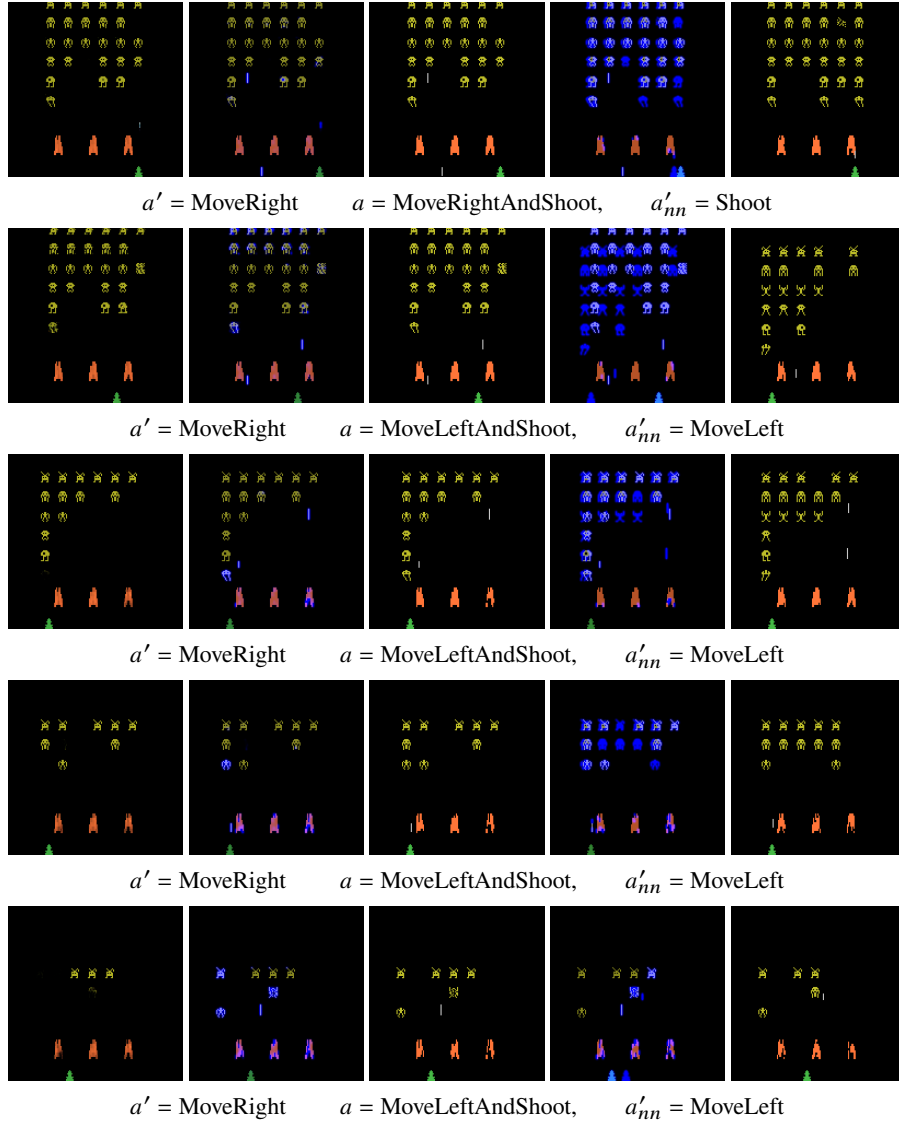 a′ = MoveRight a = MoveRightAndShoot, a′nn = Shoot
a′ = MoveRight a = MoveLeftAndShoot, a′nn = MoveLeft
a′ = MoveRight a = MoveLeftAndShoot, a′nn = MoveLeft
a′ = MoveRight a = MoveLeftAndShoot, a′nn = MoveLeft
a′ = MoveRight a = MoveLeftAndShoot, a′nn = MoveLeft